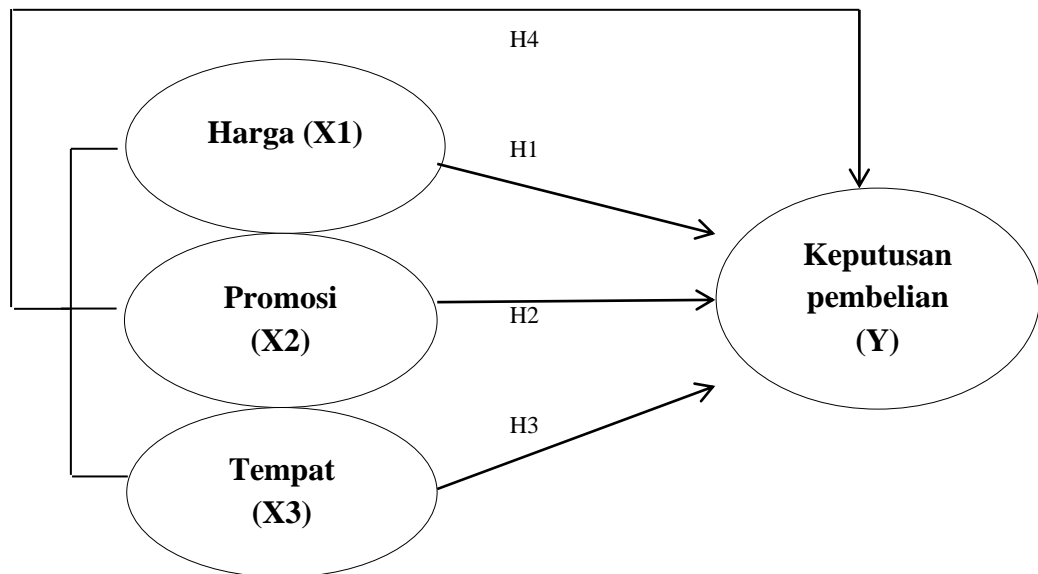 H4
Harga (X1)
H1
Promosi
(X2)
H2
Tempat
(X3)
H3
Keputusan
pembelian
(Y)